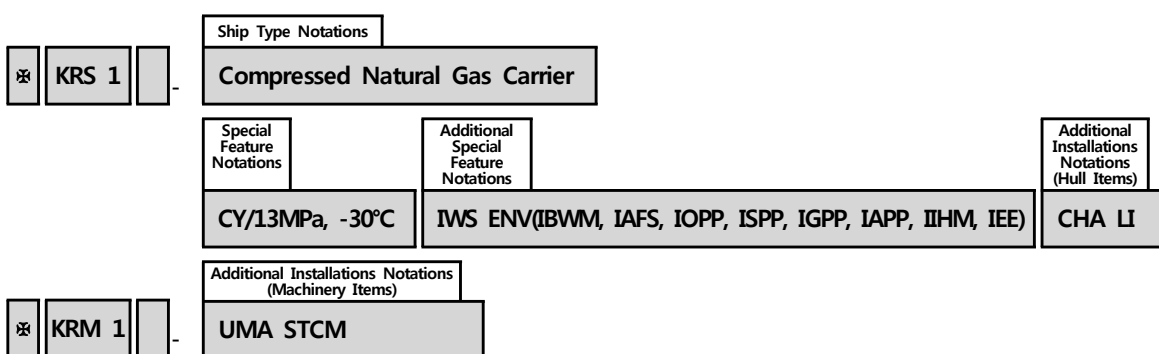 Ship Type Notations
✠ KRS 1 - Compressed Natural Gas Carrier
Special
Feature
Notations
Additional
Special
Feature
Notations
Additional
Installations
Notations
(Hull Items)
CY/13MPa, -30℃ IWS ENV(IBWM, IAFS, IOPP, ISPP, IGPP, IAPP, IIHM, IEE) CHA LI
Additional Installations Notations
(Machinery Items)
✠ KRM 1 - UMA STCM